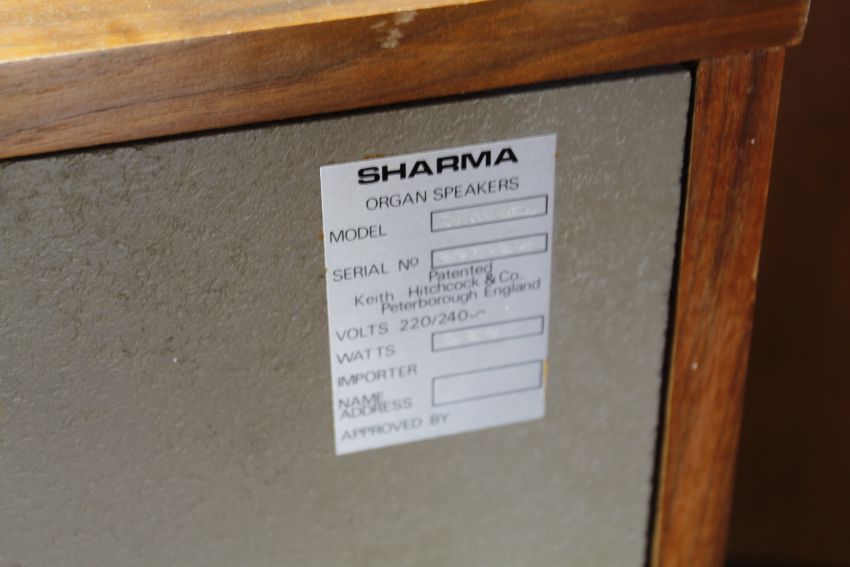 SHARMA
ORGAN SPEAKERS
MODEL
SERIAL Nº
Patented
Keith Hitchcock & Co.
Peterborough England
VOLTS 220/240~
WATTS
IMPORTER
NAME
ADDRESS
APPROVED BY